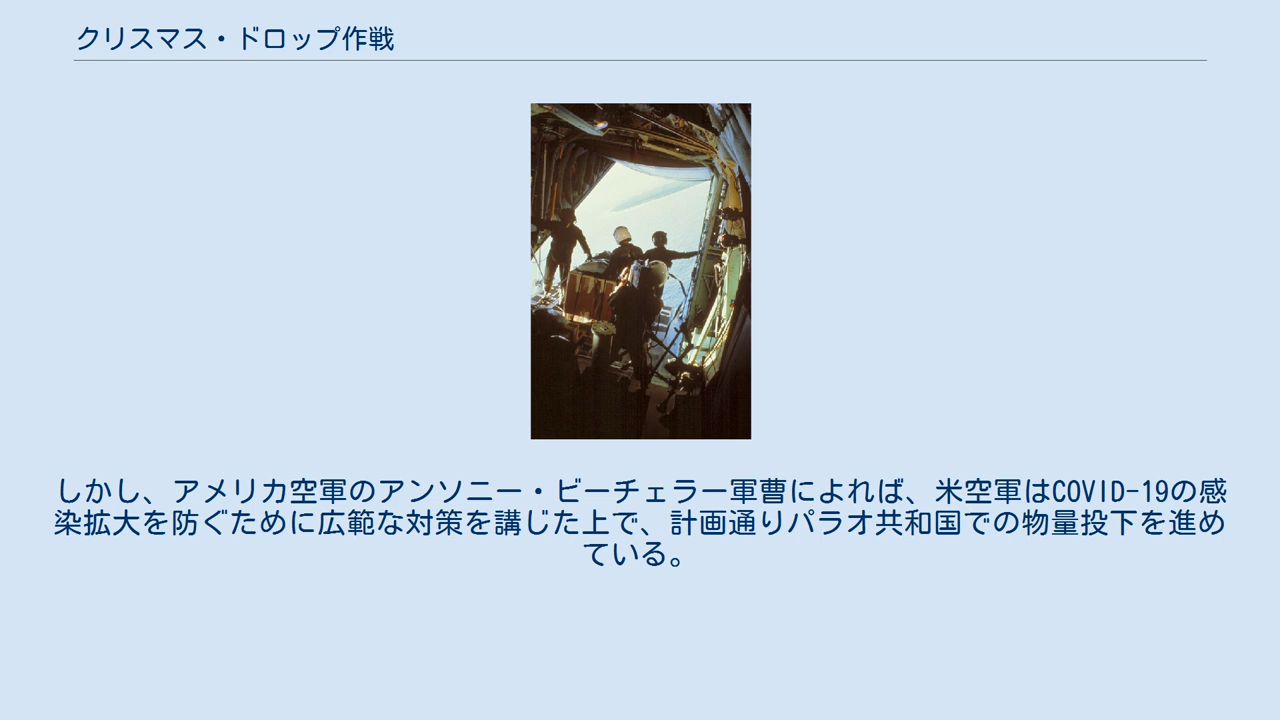 クリスマス・ドロップ作戦
しかし、アメリカ空軍のアンソニー・ビーチェラー軍曹によれば、米空軍はCOVID-19の感
染拡大を防ぐために広範な対策を講じた上で、計画通りパラオ共和国での物量投下を進め
ている。